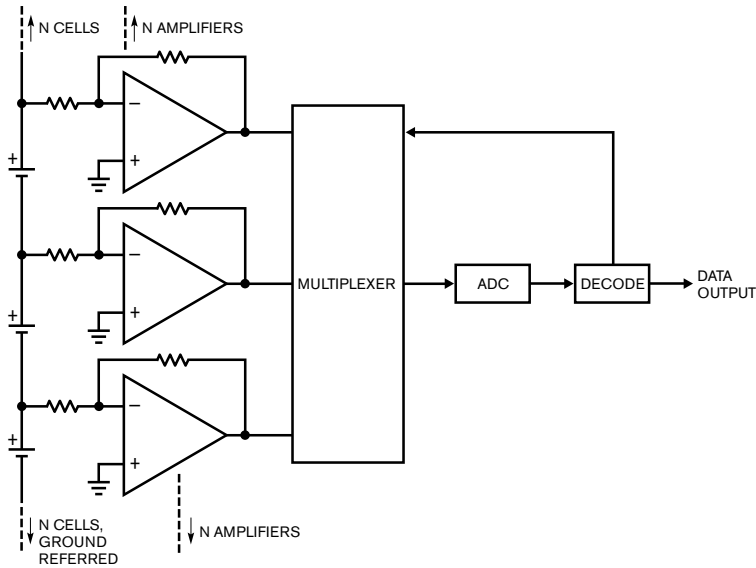 N CELLS
N AMPLIFIERS
−
+
+
−
+
MULTIPLEXER
ADC
DECODE
DATA
OUTPUT
+
−
+
+
N CELLS,
GROUND
REFERRED
N AMPLIFIERS